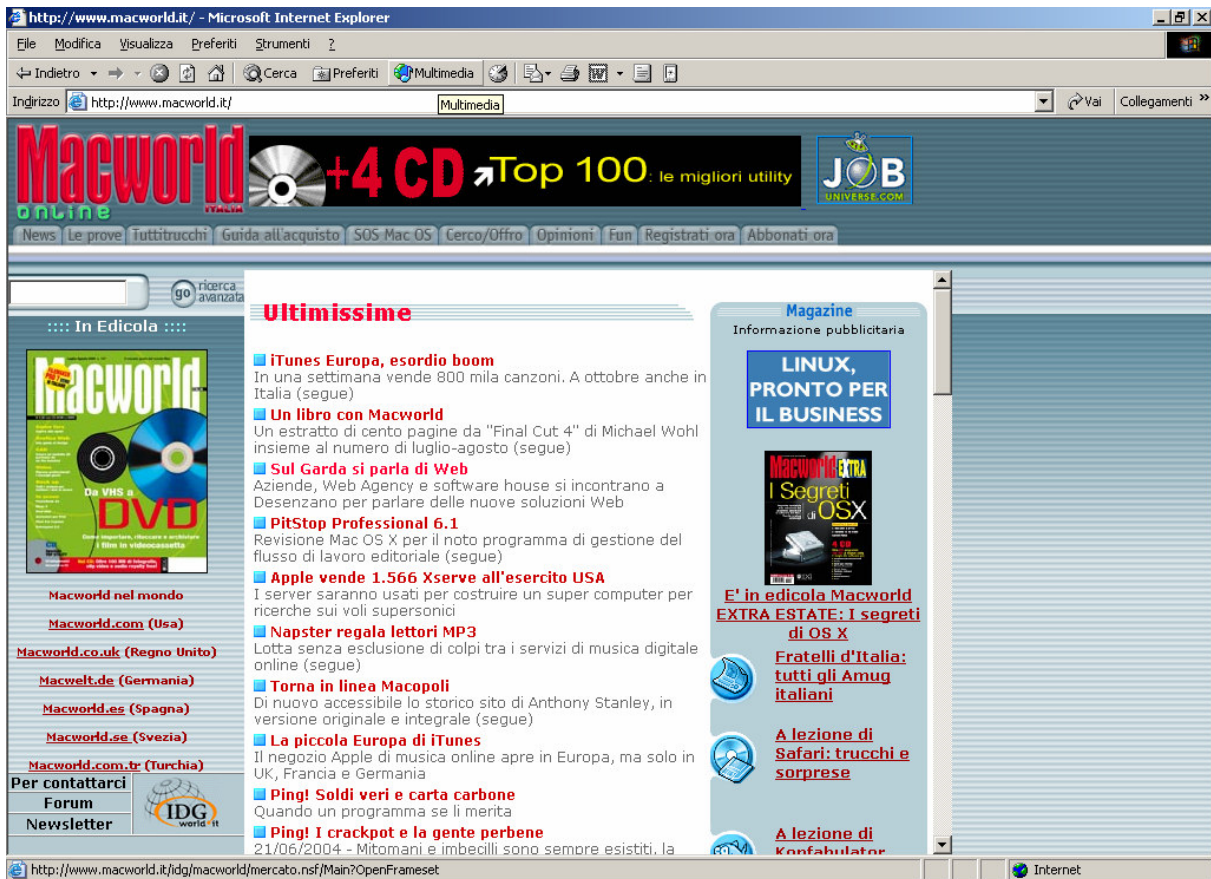 http://www.macworld.it/ - Microsoft Internet Explorer
File Modifica Visualizza Preferiti Strumenti ?
Indietro Cerca Preferiti Multimedia
Indirizzo http://www.macworld.it/ Vai Collegamenti »
Multimedia
Macworld
online ITALIA
+4 CD Top 100: le migliori utility
JOB
UNIVERSE.COM
News Le prove Tuttitrucchi Guida all'acquisto SOS Mac OS Cerco/Offro Opinioni Fun Registrati ora Abbonati ora
go ricerca
avanzata
:::: In Edicola ::::
Macworld
Da VHS a
DVD
Come importare, ritoccare e archiviare
i film in videocassetta
Macworld nel mondo
Macworld.com (Usa)
Macworld.co.uk (Regno Unito)
Macwelt.de (Germania)
Macworld.es (Spagna)
Macworld.se (Svezia)
Macworld.com.tr (Turchia)
Per contattarci
Forum
Newsletter
IDG
world it
Ultimissime
iTunes Europa, esordio boom
In una settimana vende 800 mila canzoni. A ottobre anche in
Italia (segue)
Un libro con Macworld
Un estratto di cento pagine da "Final Cut 4" di Michael Wohl
insieme al numero di luglio-agosto (segue)
Sul Garda si parla di Web
Aziende, Web Agency e software house si incontrano a
Desenzano per parlare delle nuove soluzioni Web
PitStop Professional 6.1
Revisione Mac OS X per il noto programma di gestione del
flusso di lavoro editoriale (segue)
Apple vende 1.566 Xserve all'esercito USA
I server saranno usati per costruire un super computer per
ricerche sui voli supersonici
Napster regala lettori MP3
Lotta senza esclusione di colpi tra i servizi di musica digitale
online (segue)
Torna in linea Macopoli
Di nuovo accessibile lo storico sito di Anthony Stanley, in
versione originale e integrale (segue)
La piccola Europa di iTunes
Il negozio Apple di musica online apre in Europa, ma solo in
UK, Francia e Germania
Ping! Soldi veri e carta carbone
Quando un programma se li merita
Ping! I crackpot e la gente perbene
21/06/2004 - Mitomani e imbecilli sono sempre esistiti, la
Magazine
Informazione pubblicitaria
LINUX,
PRONTO PER
IL BUSINESS
Macworld EXTRA
I Segreti
di OSX
4 CD
E' in edicola Macworld
EXTRA ESTATE: I segreti
di OS X
Fratelli d'Italia:
tutti gli Amug
italiani
A lezione di
Safari: trucchi e
sorprese
A lezione di
Konfabulator
http://www.macworld.it/idg/macworld/mercato.nsf/Main?OpenFrameset Internet